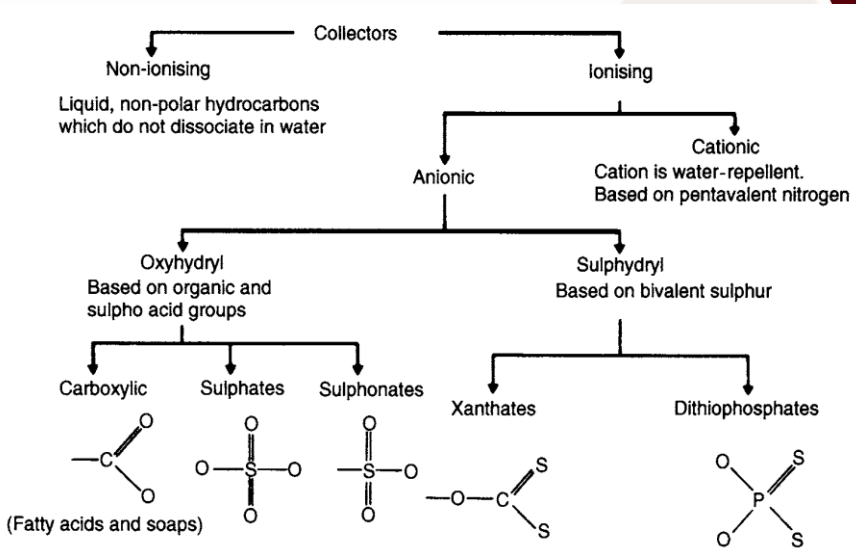 Collectors
Non-ionising
Ionising
Liquid, non-polar hydrocarbons
which do not dissociate in water
Cationic
Cation is water-repellent.
Based on pentavalent nitrogen
Anionic
Oxyhydryl
Based on organic and
sulpho acid groups
Sulphydryl
Based on bivalent sulphur
Carboxylic
Sulphates
Sulphonates
Xanthates
Dithiophosphates
O
C
O
(Fatty acids and soaps)
O
O S O
O
O
S O
O
S
O C
S
O S
P
O S